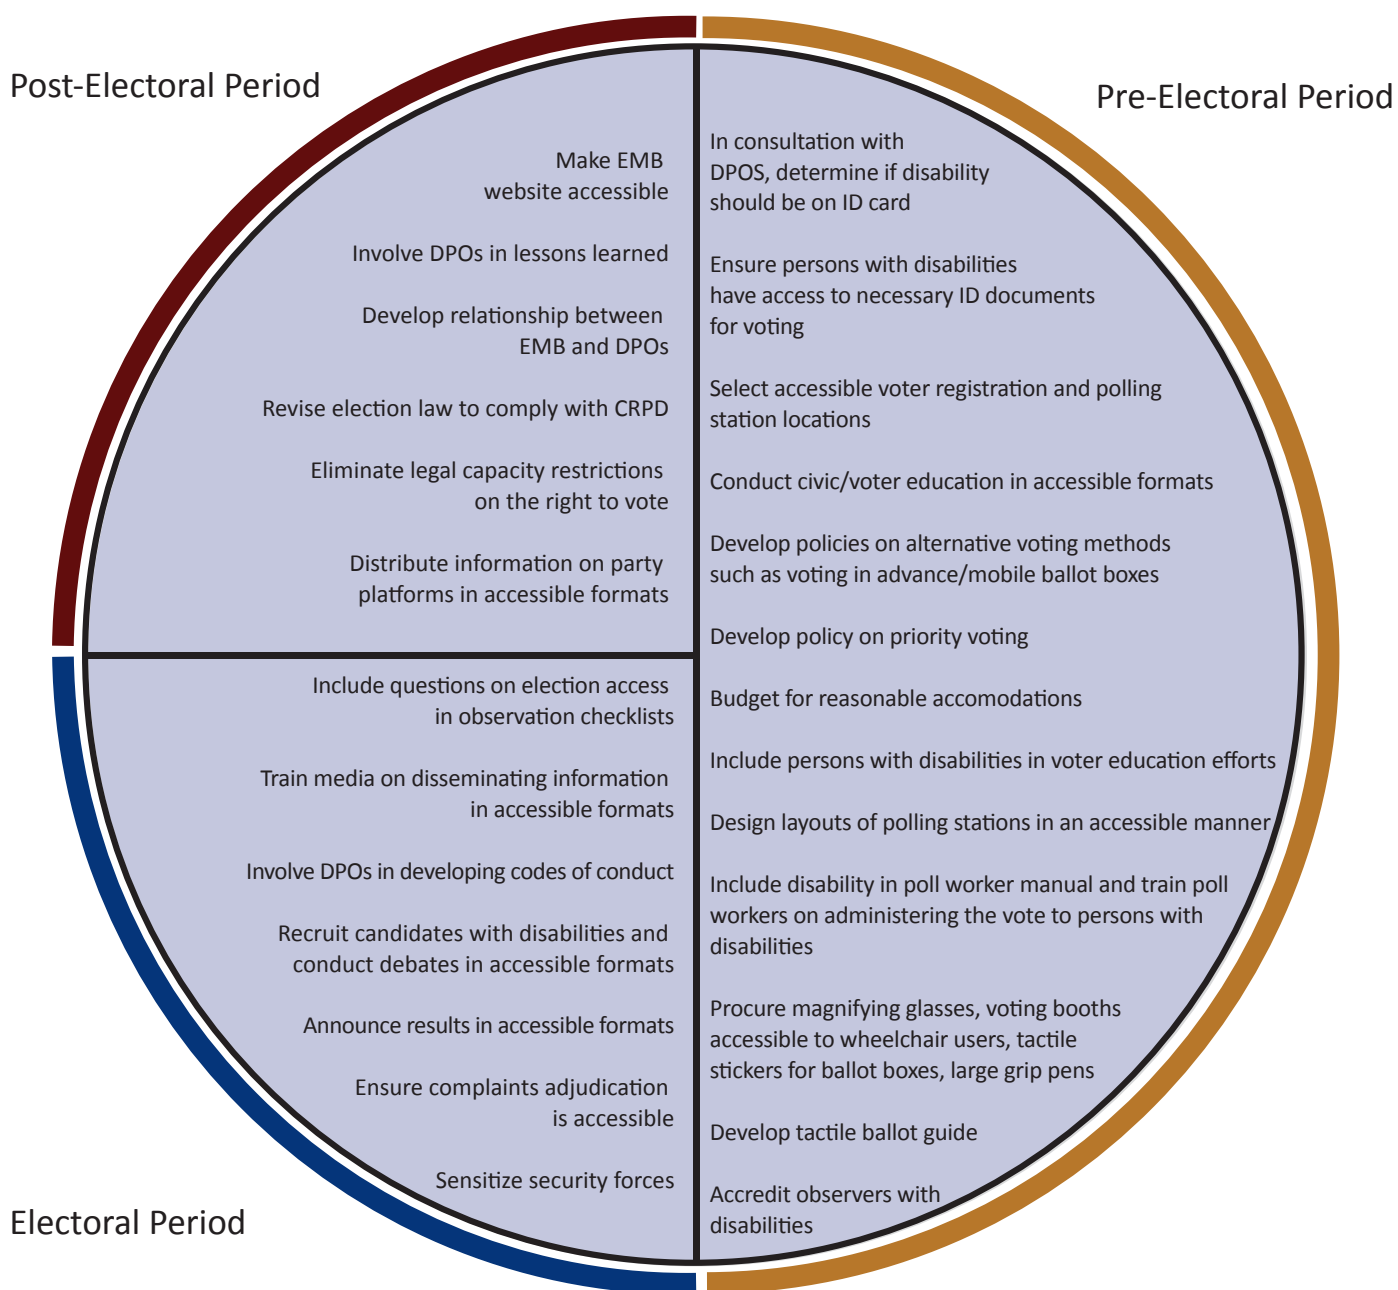 Post-Electoral Period
Make EMB
website accessible
Involve DPOs in lessons learned
Develop relationship between
EMB and DPOs
Revise election law to comply with CRPD
Eliminate legal capacity restrictions
on the right to vote
Distribute information on party
platforms in accessible formats
Pre-Electoral Period
In consultation with
DPOS, determine if disability
should be on ID card
Ensure persons with disabilities
have access to necessary ID documents
for voting
Select accessible voter registration and polling
station locations
Conduct civic/voter education in accessible formats
Develop policies on alternative voting methods
such as voting in advance/mobile ballot boxes
Develop policy on priority voting
Budget for reasonable accomodations
Include persons with disabilities in voter education efforts
Design layouts of polling stations in an accessible manner
Include disability in poll worker manual and train poll
workers on administering the vote to persons with
disabilities
Procure magnifying glasses, voting booths
accessible to wheelchair users, tactile
stickers for ballot boxes, large grip pens
Develop tactile ballot guide
Accredit observers with
disabilities
Include questions on election access
in observation checklists
Train media on disseminating information
in accessible formats
Involve DPOs in developing codes of conduct
Recruit candidates with disabilities and
conduct debates in accessible formats
Announce results in accessible formats
Ensure complaints adjudication
is accessible
Sensitize security forces
Electoral Period